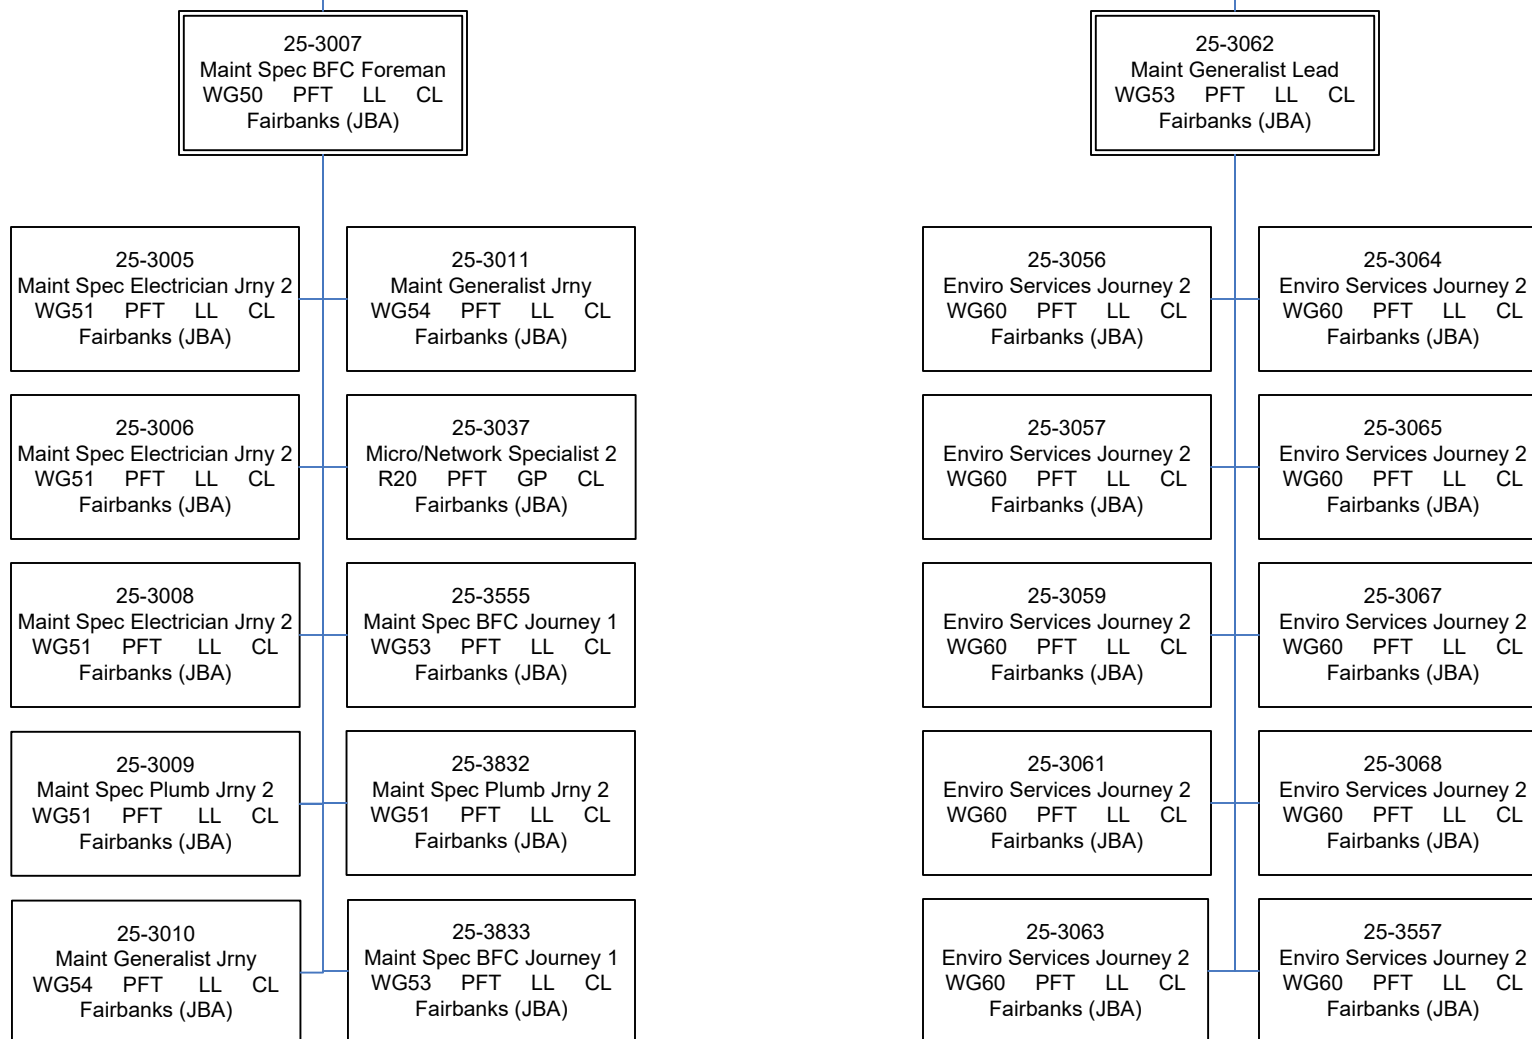 25-3007
Maint Spec BFC Foreman
WG50 PFT LL CL
Fairbanks (JBA)
25-3062
Maint Generalist Lead
WG53 PFT LL CL
Fairbanks (JBA)
25-3005
Maint Spec Electrician Jrny 2
WG51 PFT LL CL
Fairbanks (JBA)
25-3011
Maint Generalist Jrny
WG54 PFT LL CL
Fairbanks (JBA)
25-3056
Enviro Services Journey 2
WG60 PFT LL CL
Fairbanks (JBA)
25-3064
Enviro Services Journey 2
WG60 PFT LL CL
Fairbanks (JBA)
25-3006
Maint Spec Electrician Jrny 2
WG51 PFT LL CL
Fairbanks (JBA)
25-3037
Micro/Network Specialist 2
R20 PFT GP CL
Fairbanks (JBA)
25-3057
Enviro Services Journey 2
WG60 PFT LL CL
Fairbanks (JBA)
25-3065
Enviro Services Journey 2
WG60 PFT LL CL
Fairbanks (JBA)
25-3008
Maint Spec Electrician Jrny 2
WG51 PFT LL CL
Fairbanks (JBA)
25-3555
Maint Spec BFC Journey 1
WG53 PFT LL CL
Fairbanks (JBA)
25-3059
Enviro Services Journey 2
WG60 PFT LL CL
Fairbanks (JBA)
25-3067
Enviro Services Journey 2
WG60 PFT LL CL
Fairbanks (JBA)
25-3009
Maint Spec Plumb Jrny 2
WG51 PFT LL CL
Fairbanks (JBA)
25-3832
Maint Spec Plumb Jrny 2
WG51 PFT LL CL
Fairbanks (JBA)
25-3061
Enviro Services Journey 2
WG60 PFT LL CL
Fairbanks (JBA)
25-3068
Enviro Services Journey 2
WG60 PFT LL CL
Fairbanks (JBA)
25-3010
Maint Generalist Jrny
WG54 PFT LL CL
Fairbanks (JBA)
25-3833
Maint Spec BFC Journey 1
WG53 PFT LL CL
Fairbanks (JBA)
25-3063
Enviro Services Journey 2
WG60 PFT LL CL
Fairbanks (JBA)
25-3557
Enviro Services Journey 2
WG60 PFT LL CL
Fairbanks (JBA)